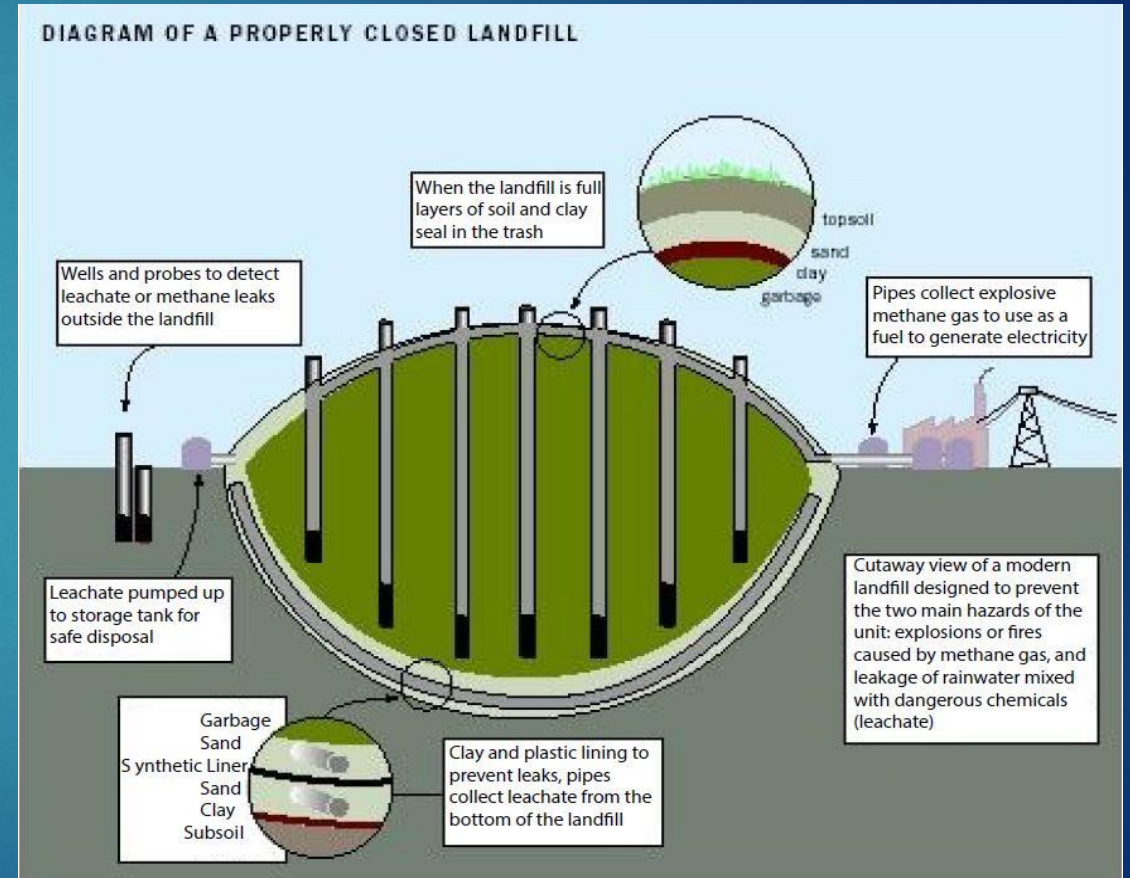 DIAGRAM OF A PROPERLY CLOSED LANDFILL
When the landfill is full
layers of soil and clay
seal in the trash
topsoil
sand
clay
garbage
Wells and probes to detect
leachate or methane leaks
outside the landfill
Pipes collect explosive
methane gas to use as a
fuel to generate electricity
Leachate pumped up
to storage tank for
safe disposal
Cutaway view of a modern
landfill designed to prevent
the two main hazards of the
unit: explosions or fires
caused by methane gas, and
leakage of rainwater mixed
with dangerous chemicals
(leachate)
Garbage
Sand
S ynthetic Liner
Sand
Clay
Subsoil
Clay and plastic lining to
prevent leaks, pipes
collect leachate from the
bottom of the landfill